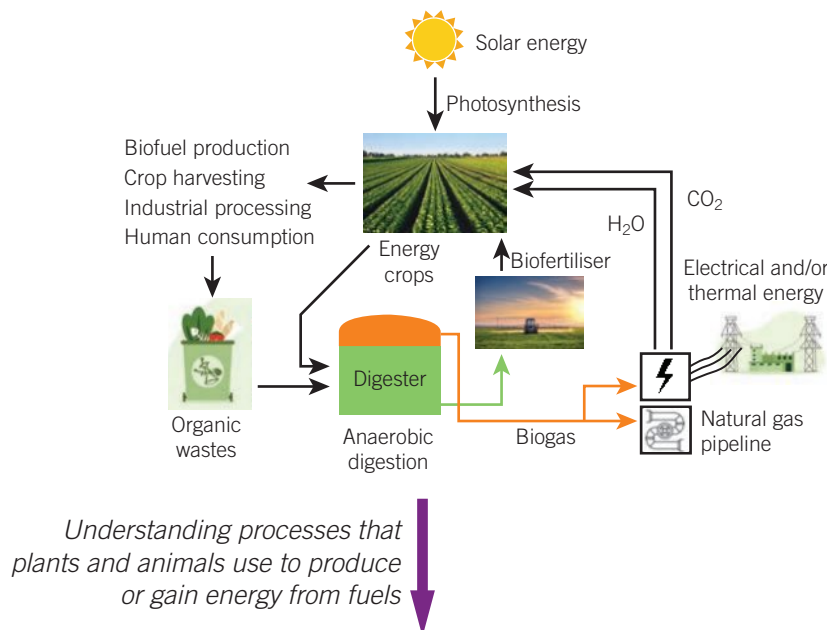 Solar energy
Photosynthesis
Biofuel production
Crop harvesting
Industrial processing
Human consumption
CO₂
H₂O
Energy
crops
Biofertiliser
Electrical and/or
thermal energy
Digester
Organic
wastes
Anaerobic
digestion
Biogas
Natural gas
pipeline
Understanding processes that
plants and animals use to produce
or gain energy from fuels